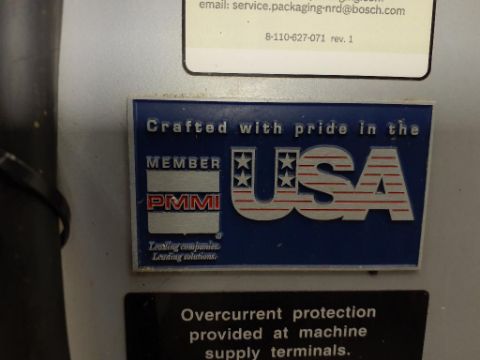 email: service.packaging-nrd@bosch.com
8-110-627-071 rev. 1
Crafted with pride in the
USA
MEMBER
PMMI
Leading companies.
Leading solutions.
Overcurrent protection
provided at machine
supply terminals.